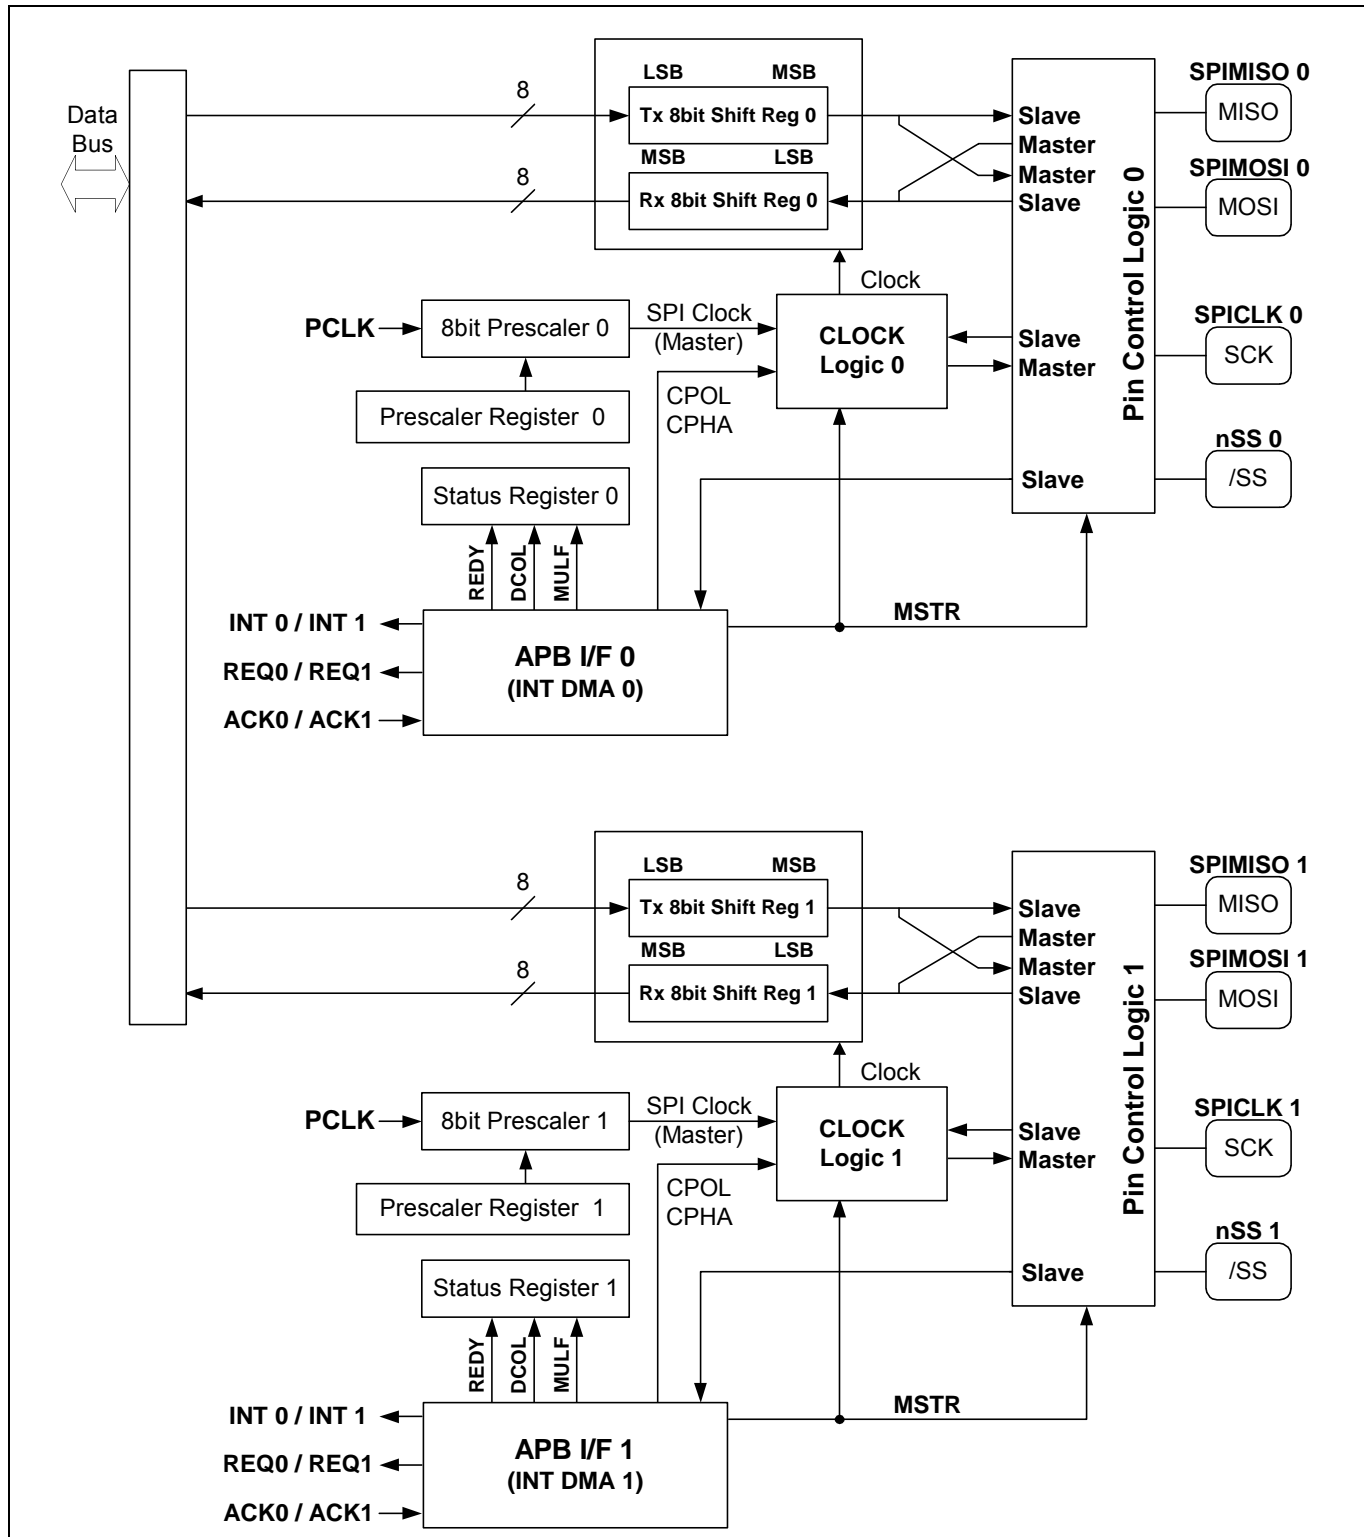 Data
Bus
8
LSB MSB
Tx 8bit Shift Reg 0
MSB LSB
8
Rx 8bit Shift Reg 0
Slave
Master
Master
Slave
Pin Control Logic 0
SPIMISO 0
MISO
SPIMOSI 0
MOSI
Clock
PCLK
8bit Prescaler 0
SPI Clock
(Master)
CLOCK
Logic 0
Slave
Master
SPICLK 0
SCK
Prescaler Register 0
CPOL
CPHA
nSS 0
/SS
Slave
Status Register 0
REDY
DCOL
MULF
MSTR
INT 0 / INT 1
REQ0 / REQ1
ACK0 / ACK1
APB I/F 0
(INT DMA 0)
8
LSB MSB
Tx 8bit Shift Reg 1
MSB LSB
8
Rx 8bit Shift Reg 1
Slave
Master
Master
Slave
Pin Control Logic 1
SPIMISO 1
MISO
SPIMOSI 1
MOSI
Clock
PCLK
8bit Prescaler 1
SPI Clock
(Master)
CLOCK
Logic 1
Slave
Master
SPICLK 1
SCK
Prescaler Register 1
CPOL
CPHA
nSS 1
/SS
Slave
Status Register 1
REDY
DCOL
MULF
MSTR
INT 0 / INT 1
REQ0 / REQ1
ACK0 / ACK1
APB I/F 1
(INT DMA 1)